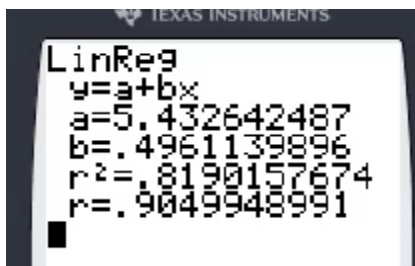 TEXAS INSTRUMENTS
LinReg
y=a+bx
a=5.432642487
b=.4961139896
r²=.8190157674
r=.9049948991